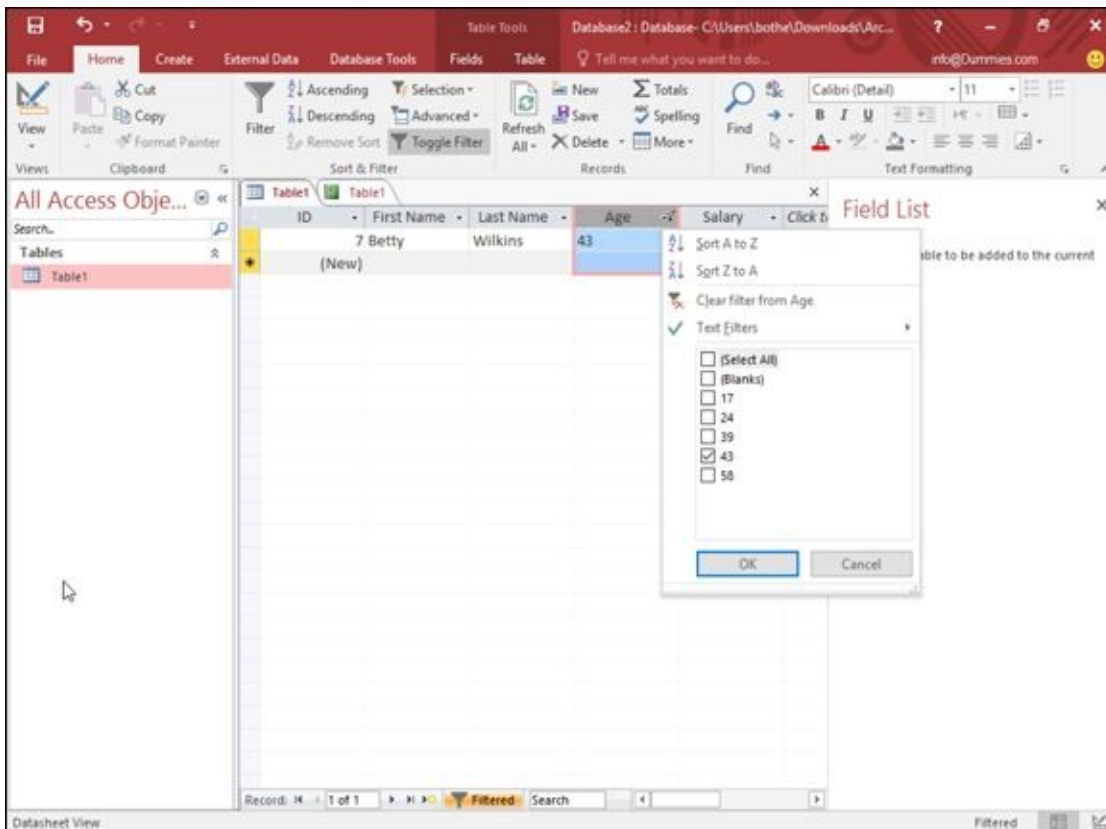 Table Tools Database2 : Database- C:\Users\bothe\Downloads\Arc... ?
File Home Create External Data Database Tools Fields Table Tell me what you want to do... info@Dummies.com
View
Views
Paste
Cut
Copy
Format Painter
Clipboard
Filter
Ascending
Descending
Remove Sort
Selection
Advanced
Toggle Filter
Sort & Filter
Refresh
All
New
Save
Delete
Totals
Spelling
More
Records
Find
Find
Calibri (Detail) 11
B I U
A
Text Formatting
All Access Obje...
Search..
Tables
Table1
Table1 Table1
ID First Name Last Name Age Salary Click t
7 Betty Wilkins 43
(New)
Sort A to Z
Sort Z to A
Clear filter from Age
Text Filters
(Select All)
(Blanks)
17
24
39
43
58
OK Cancel
Field List
able to be added to the current
Record: 1 of 1 Filtered Search
Datasheet View Filtered